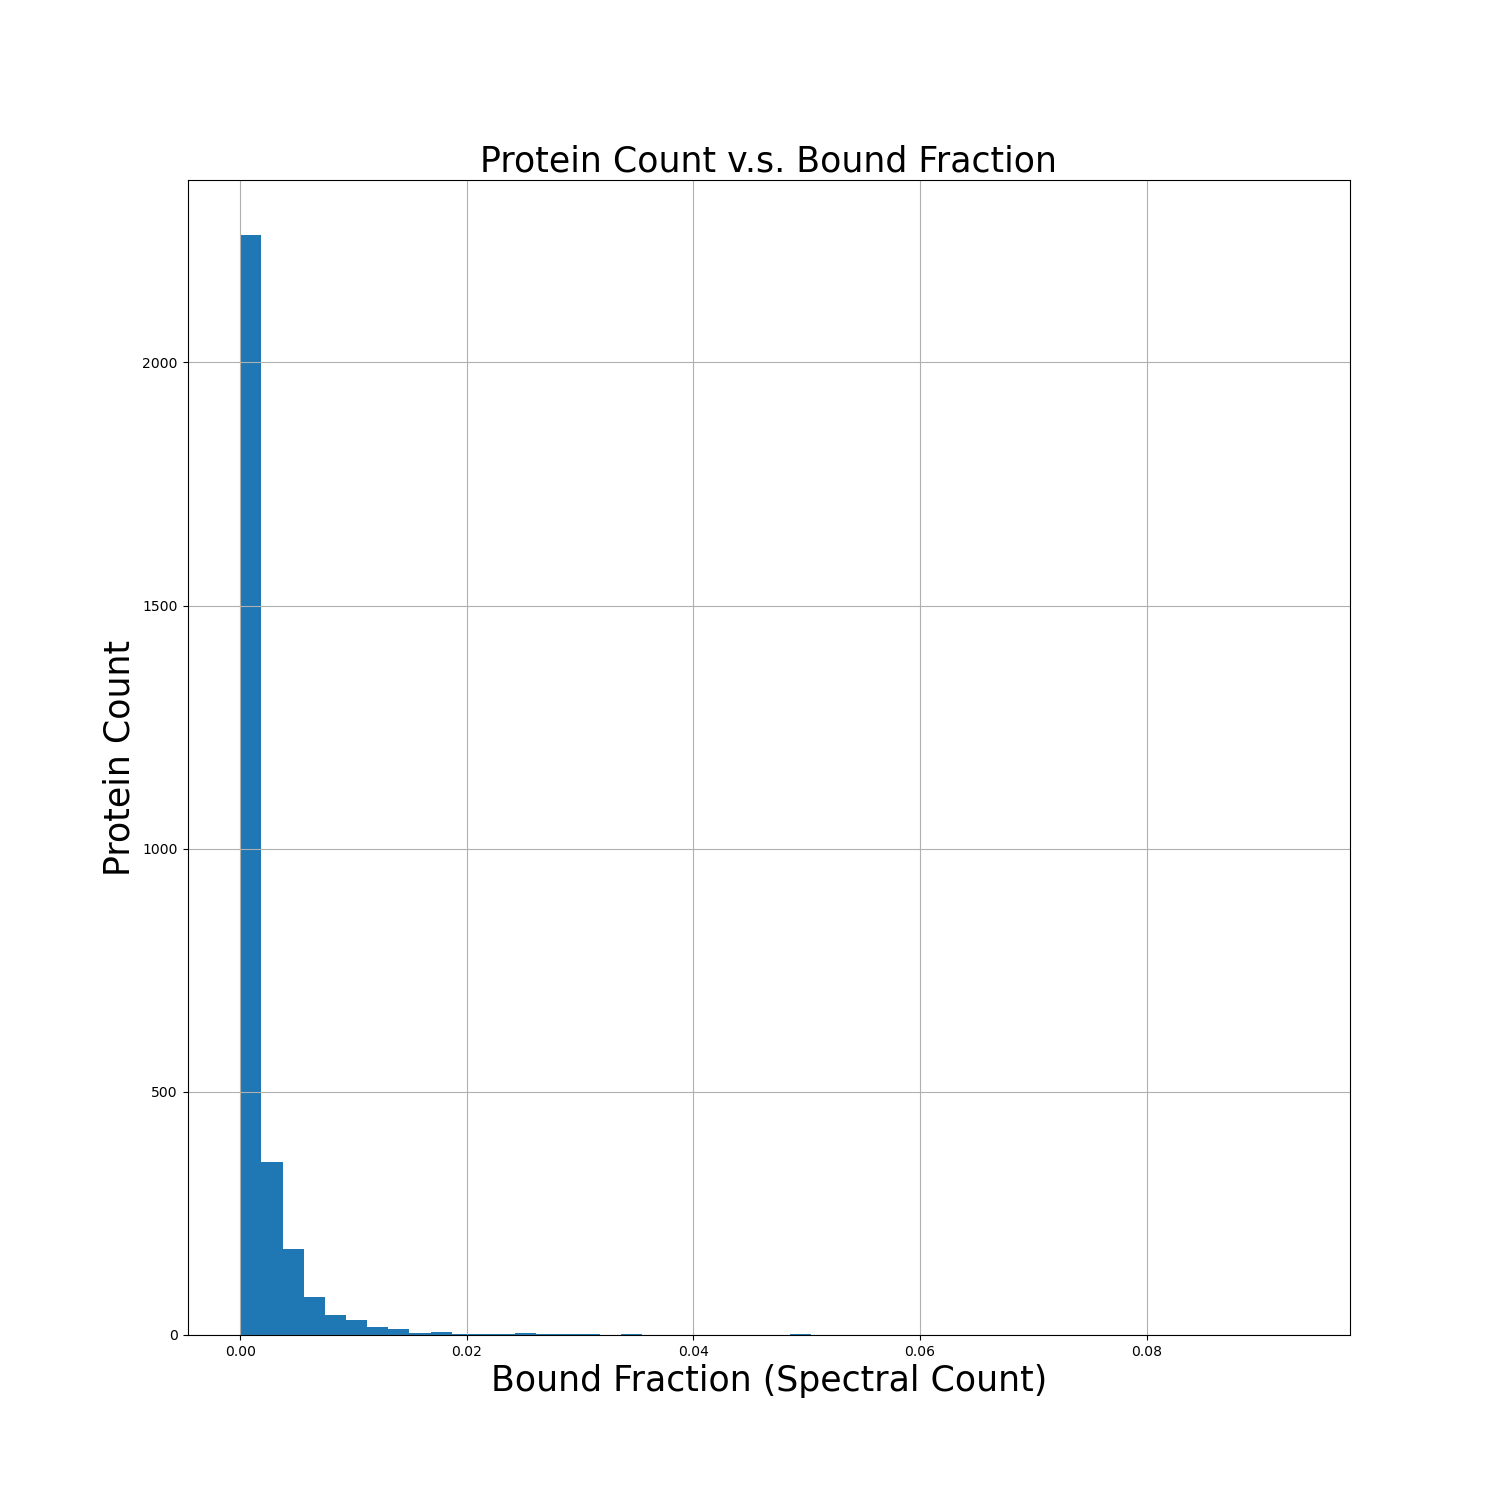 Protein Count v.s. Bound Fraction
2000
1500
1000
500
0
Protein Count
0.00 0.02 0.04 0.06 0.08
Bound Fraction (Spectral Count)